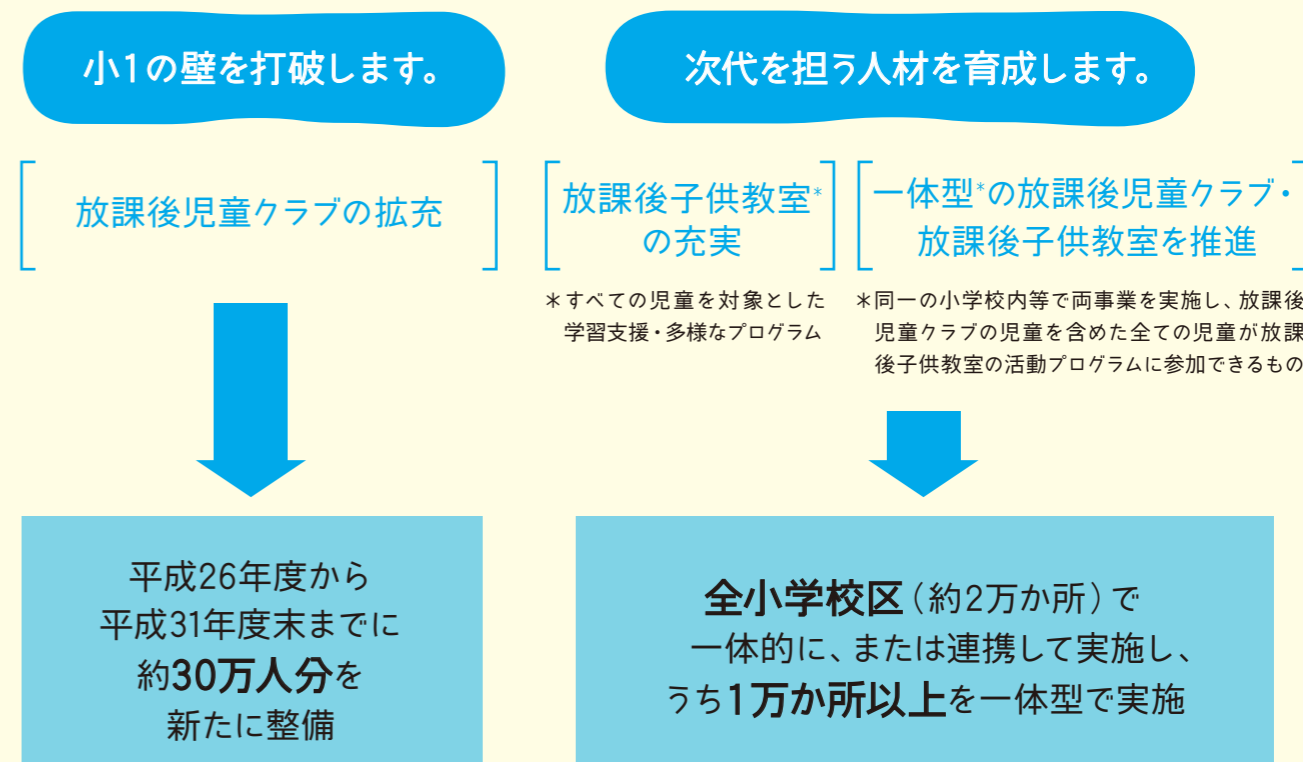 小1の壁を打破します。
次代を担う人材を育成します。
放課後児童クラブの拡充
放課後子供教室*
の充実
一体型*の放課後児童クラブ・
放課後子供教室を推進
＊すべての児童を対象とした
学習支援・多様なプログラム
＊同一の小学校内等で両事業を実施し、放課後
児童クラブの児童を含めた全ての児童が放課
後子供教室の活動プログラムに参加できるもの
平成26年度から
平成31年度末までに
約30万人分を
新たに整備
全小学校区（約2万か所）で
一体的に、または連携して実施し、
うち1万か所以上を一体型で実施